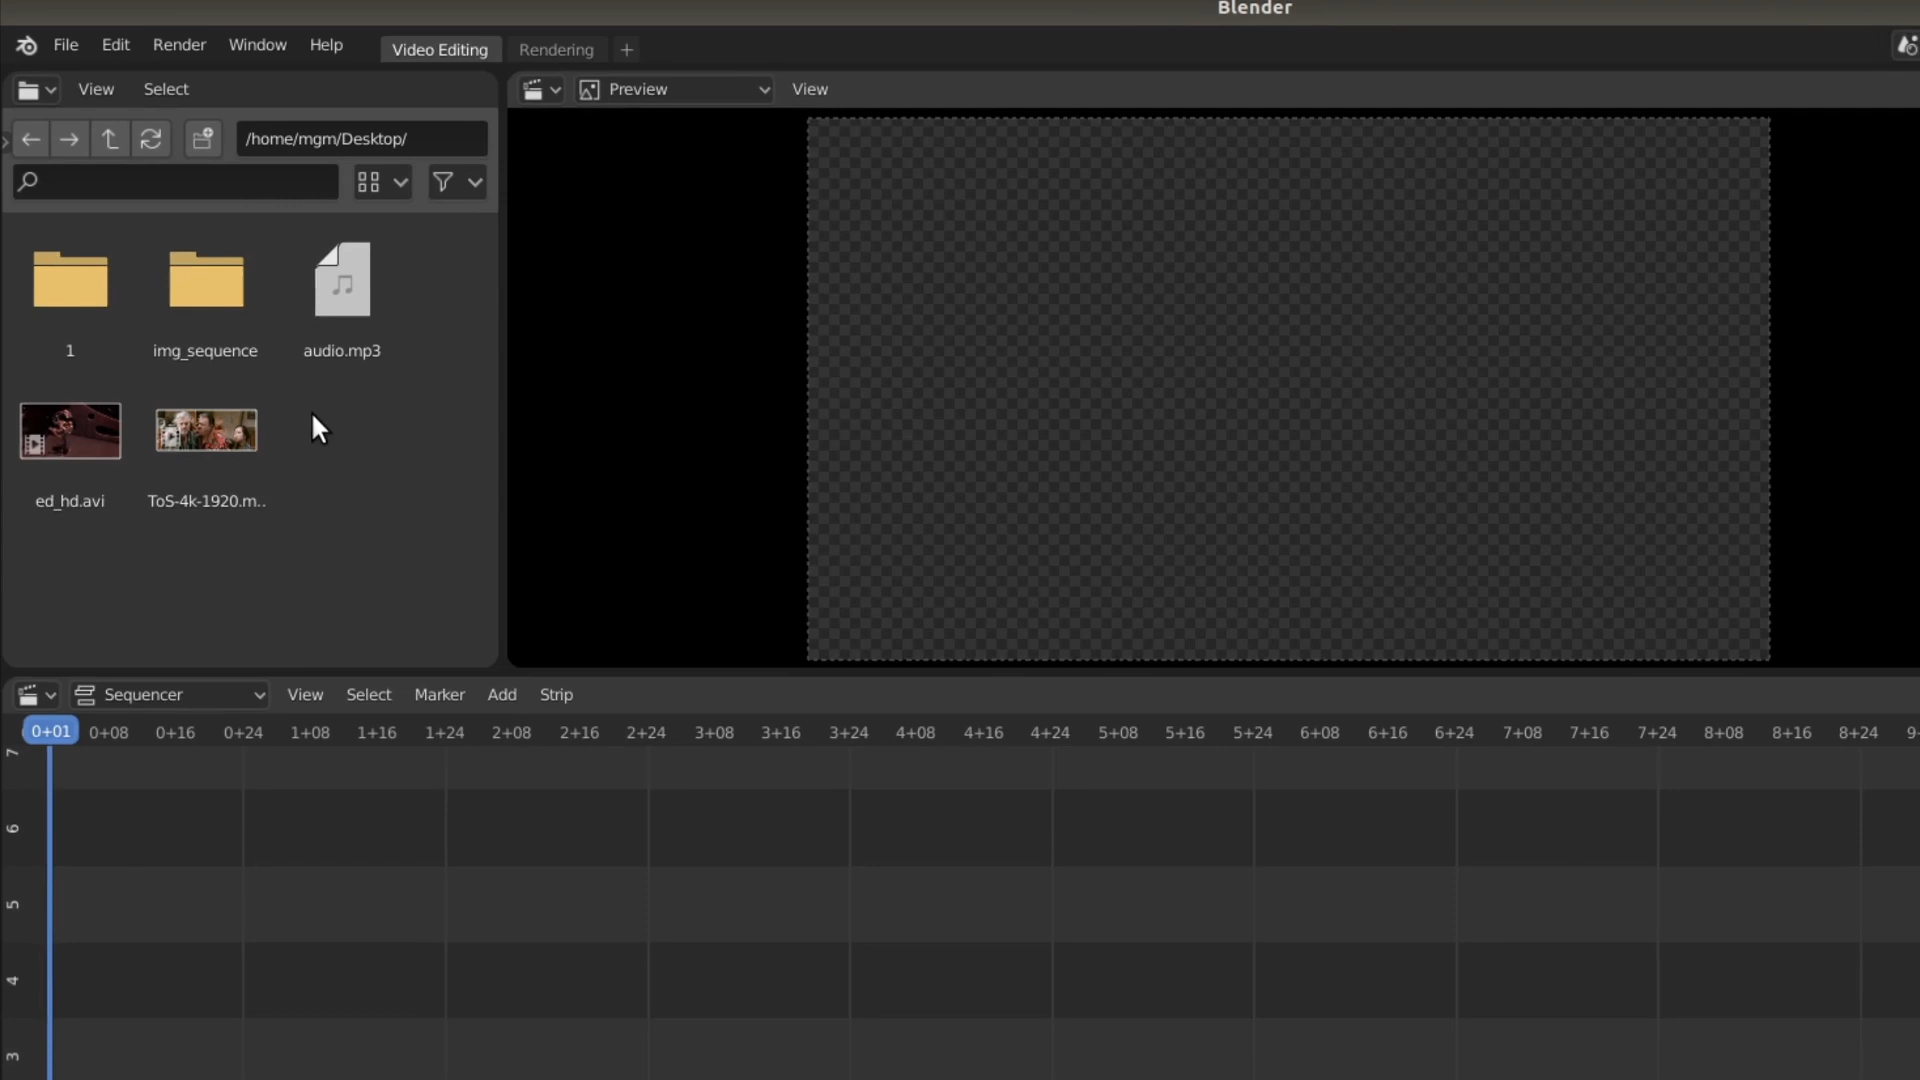 Blender
File Edit Render Window Help Video Editing Rendering +
View Select
Preview View
/home/mgm/Desktop/
1 img_sequence audio.mp3
ed_hd.avi ToS-4k-1920.m..
Sequencer View Select Marker Add Strip
0+01 0+08 0+16 0+24 1+08 1+16 1+24 2+08 2+16 2+24 3+08 3+16 3+24 4+08 4+16 4+24 5+08 5+16 5+24 6+08 6+16 6+24 7+08 7+16 7+24 8+08 8+16 8+24
7
6
5
4
3